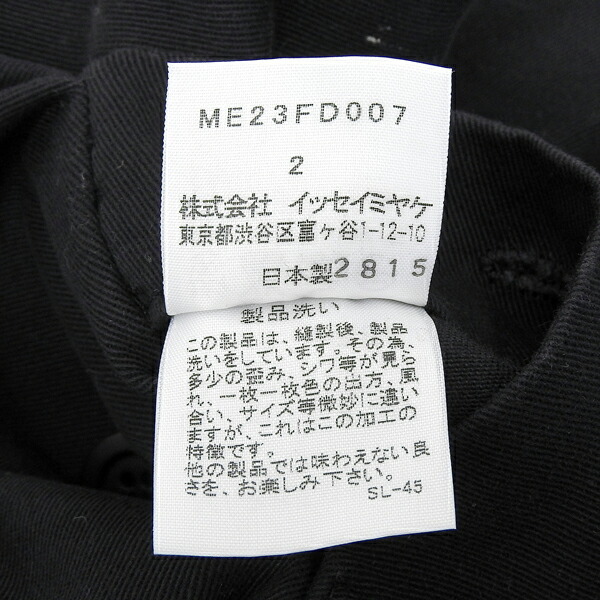 ME23FD007
2
株式会社 イッセイミヤケ
東京都渋谷区富ヶ谷1-12-10
日本製2815
製品洗い
この製品は、縫製後、製品
洗いをしています。その為、
多少の歪み、シワ等が見ら
れ、一枚一枚色の出方、風
合い、サイズ等微妙に違い
ますが、これはこの加工の
特徴です。
他の製品では味わえない良
さを、お楽しみ下さい。
SL-45